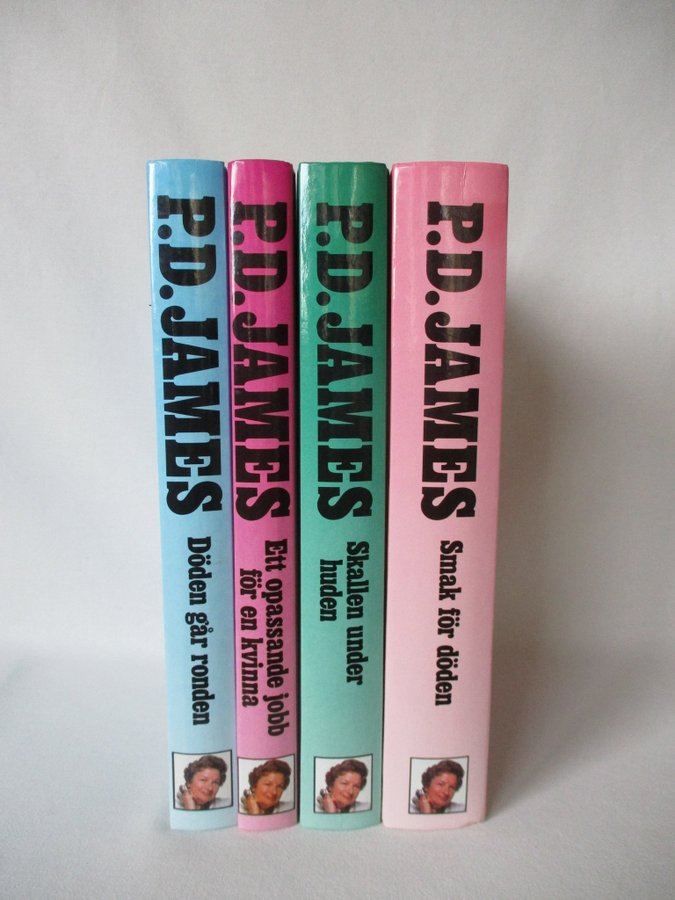 P.D. JAMES
Döden går ronden
P.D. JAMES
Ett opassande jobb
för en kvinna
P.D. JAMES
Skallen under
huden
P.D. JAMES
Smak för döden